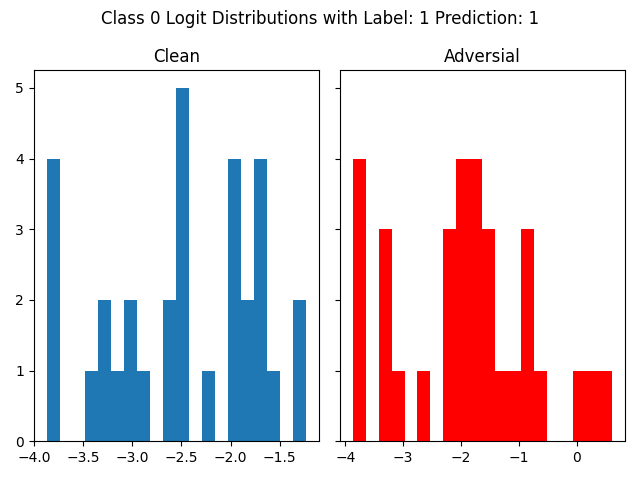 Class 0 Logit Distributions with Label: 1 Prediction: 1
Clean
Adversial
5
4
3
2
1
0
−4.0 −3.5 −3.0 −2.5 −2.0 −1.5
−4 −3 −2 −1 0